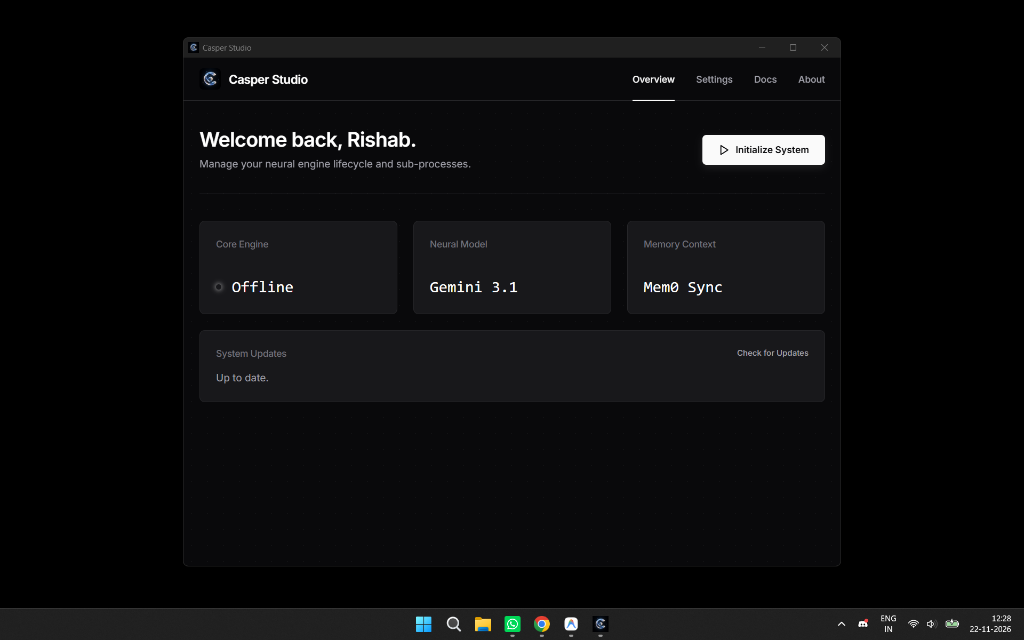 Casper Studio
Casper Studio
Overview
Settings
Docs
About
Welcome back, Rishab.
Manage your neural engine lifecycle and sub-processes.
Initialize System
Core Engine
Offline
Neural Model
Gemini 3.1
Memory Context
Mem0 Sync
System Updates
Check for Updates
Up to date.
ENG
IN
12:28
22-11-2026